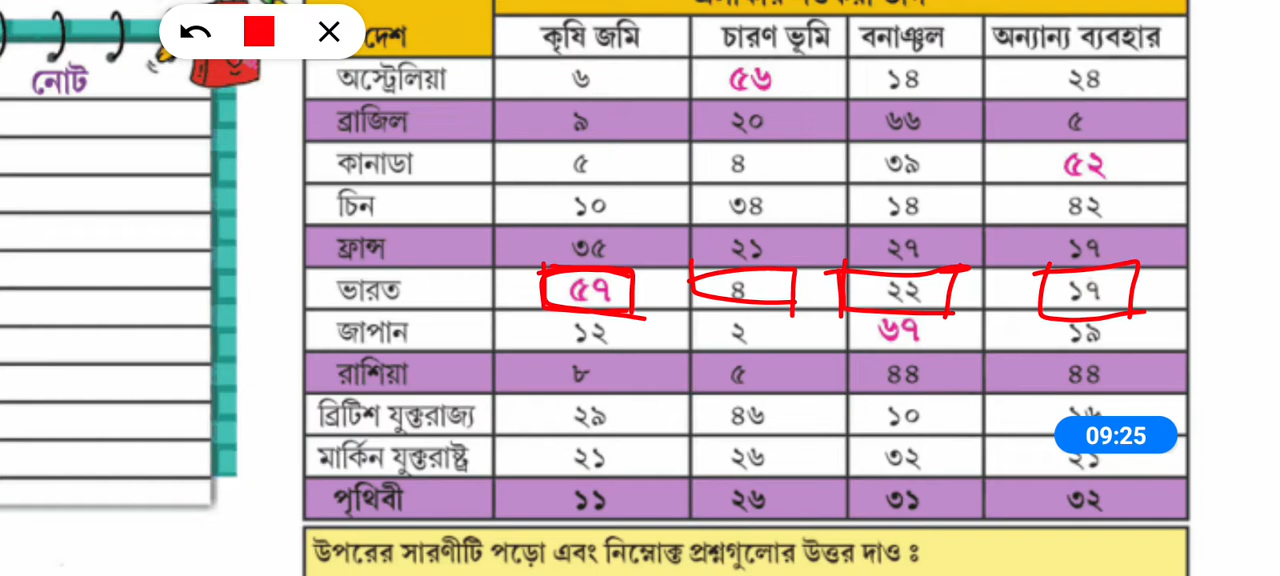 দেশ কৃষি জমি চারণ ভূমি বনাঞ্চল অন্যান্য ব্যবহার
নোট
অস্ট্রেলিয়া ৬ ৫৬ ১৪ ২৪
ব্রাজিল ৯ ২০ ৬৬ ৫
কানাডা ৫ ৪ ৩৯ ৫২
চিন ১০ ৩৪ ১৪ ৪২
ফ্রান্স ৩৫ ২১ ২৭ ১৭
ভারত ৫৭ ৪ ২২ ১৭
জাপান ১২ ২ ৬৭ ১৯
রাশিয়া ৮ ৫ ৪৪ ৪৪
ব্রিটিশ যুক্তরাজ্য ২৯ ৪৬ ১০
09:25
মার্কিন যুক্তরাষ্ট্র ২১ ২৬ ৩২ ২১
পৃথিবী ১১ ২৬ ৩১ ৩২
উপরের সারণীটি পড়ো এবং নিম্নোক্ত প্রশ্নগুলোর উত্তর দাও ঃ